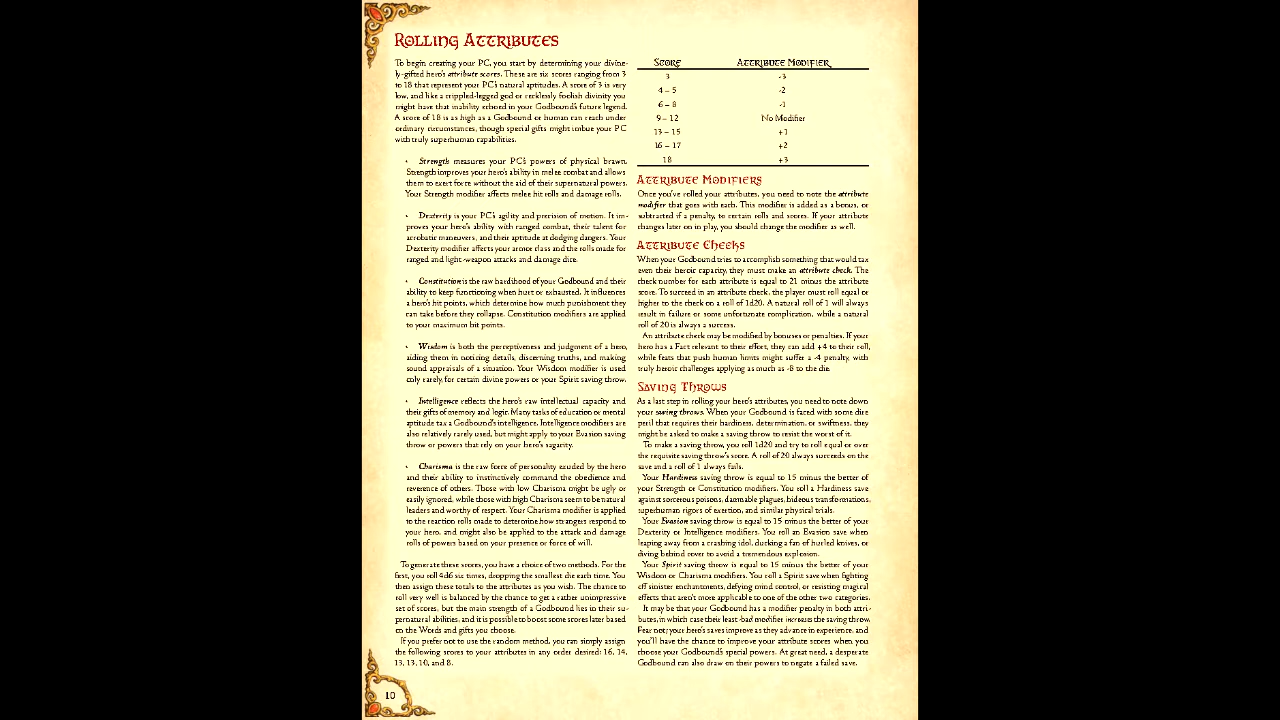 Rolling Attributes
To begin creating your PC, you start by determining your divine-
ly-gifted hero's attribute scores. These are six scores ranging from 3
to 18 that represent your PC's natural aptitudes. A score of 3 is very
low, and like a crippled-legged god or recklessly foolish divinity you
might have that inability echoed in your Godbound's future legend.
A score of 18 is as high as a Godbound or human can reach under
ordinary circumstances, though special gifts might imbue your PC
with truly superhuman capabilities.
• Strength measures your PC's powers of physical brawn.
Strength improves your hero's ability in melee combat and allows
them to exert force without the aid of their supernatural powers.
Your Strength modifier affects melee hit rolls and damage rolls.
• Dexterity is your PC's agility and precision of motion. It im-
proves your hero's ability with ranged combat, their talent for
acrobatic maneuvers, and their aptitude at dodging dangers. Your
Dexterity modifier affects your armor class and the rolls made for
ranged and light-weapon attacks and damage dice.
• Constitution is the raw hardihood of your Godbound and their
ability to keep functioning when hurt or exhausted. It influences
a hero's hit points, which determine how much punishment they
can take before they collapse. Constitution modifiers are applied
to your maximum hit points.
• Wisdom is both the perceptiveness and judgment of a hero,
aiding them in noticing details, discerning truths, and making
sound appraisals of a situation. Your Wisdom modifier is used
only rarely, for certain divine powers or your Spirit saving throw.
• Intelligence reflects the hero's raw intellectual capacity and
their gifts of memory and logic. Many tasks of education or mental
aptitude tax a Godbound's intelligence. Intelligence modifiers are
also relatively rarely used, but might apply to your Evasion saving
throw or powers that rely on your hero's sagacity.
• Charisma is the raw force of personality exuded by the hero
and their ability to instinctively command the obedience and
reverence of others. Those with low Charisma might be ugly or
easily ignored, while those with high Charisma seem to be natural
leaders and worthy of respect. Your Charisma modifier is applied
to the reaction rolls made to determine how strangers respond to
your hero, and might also be applied to the attack and damage
rolls of powers based on your presence or force of will.
To generate these scores, you have a choice of two methods. For the
first, you roll 4d6 six times, dropping the smallest die each time. You
then assign these totals to the attributes as you wish. The chance to
roll very well is balanced by the chance to get a rather unimpressive
set of scores, but the main strength of a Godbound lies in their su-
pernatural abilities, and it is possible to boost some scores later based
on the Words and gifts you choose.
If you prefer not to use the random method, you can simply assign
the following scores to your attributes in any order desired: 16, 14,
13, 13, 10, and 8.
10
Score Attribute Modifier
3 -3
4 – 5 -2
6 – 8 -1
9 – 12 No Modifier
13 – 15 +1
16 – 17 +2
18 +3
Attribute Modifiers
Once you've rolled your attributes, you need to note the attribute
modifier that goes with each. This modifier is added as a bonus, or
subtracted if a penalty, to certain rolls and scores. If your attribute
changes later on in play, you should change the modifier as well.
Attribute Checks
When your Godbound tries to accomplish something that would tax
even their heroic capacity, they must make an attribute check. The
check number for each attribute is equal to 21 minus the attribute
score. To succeed in an attribute check, the player must roll equal or
higher to the check on a roll of 1d20. A natural roll of 1 will always
result in failure or some unfortunate complication, while a natural
roll of 20 is always a success.
An attribute check may be modified by bonuses or penalties. If your
hero has a Fact relevant to their effort, they can add +4 to their roll,
while feats that push human limits might suffer a -4 penalty, with
truly heroic challenges applying as much as -8 to the die.
Saving Throws
As a last step in rolling your hero's attributes, you need to note down
your saving throws. When your Godbound is faced with some dire
peril that requires their hardiness, determination, or swiftness, they
might be asked to make a saving throw to resist the worst of it.
To make a saving throw, you roll 1d20 and try to roll equal or over
the requisite saving throw's score. A roll of 20 always succeeds on the
save and a roll of 1 always fails.
Your Hardiness saving throw is equal to 15 minus the better of
your Strength or Constitution modifiers. You roll a Hardiness save
against sorcerous poisons, damnable plagues, hideous transformations,
superhuman rigors of exertion, and similar physical trials.
Your Evasion saving throw is equal to 15 minus the better of your
Dexterity or Intelligence modifiers. You roll an Evasion save when
leaping away from a crashing idol, ducking a fan of hurled knives, or
diving behind cover to avoid a tremendous explosion.
Your Spirit saving throw is equal to 15 minus the better of your
Wisdom or Charisma modifiers. You roll a Spirit save when fighting
off sinister enchantments, defying mind control, or resisting magical
effects that aren't more applicable to one of the other two categories.
It may be that your Godbound has a modifier penalty in both attri-
butes, in which case their least-bad modifier increases the saving throw.
Fear not; your hero's saves improve as they advance in experience, and
you'll have the chance to improve your attribute scores when you
choose your Godbound's special powers. At great need, a desperate
Godbound can also draw on their powers to negate a failed save.